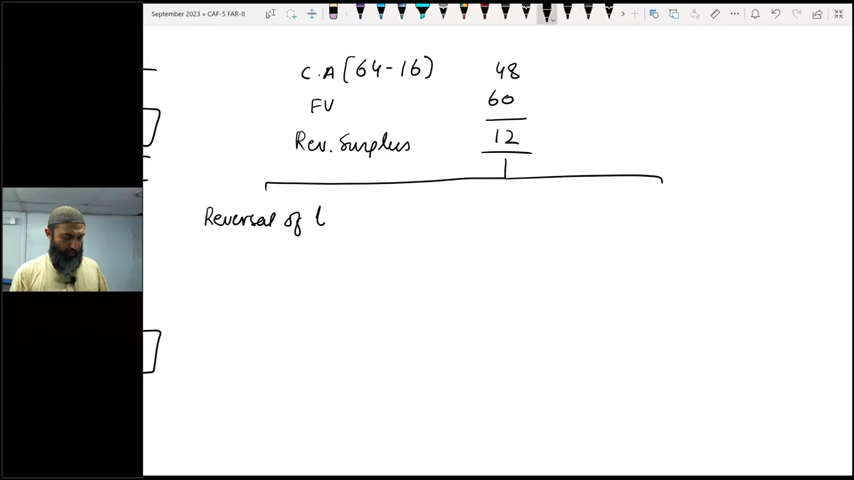 September 2023 » CAF-5 FAR-II
C.A [64-16) 48
FV 60
Rev. Surplus 12
Reversal of l